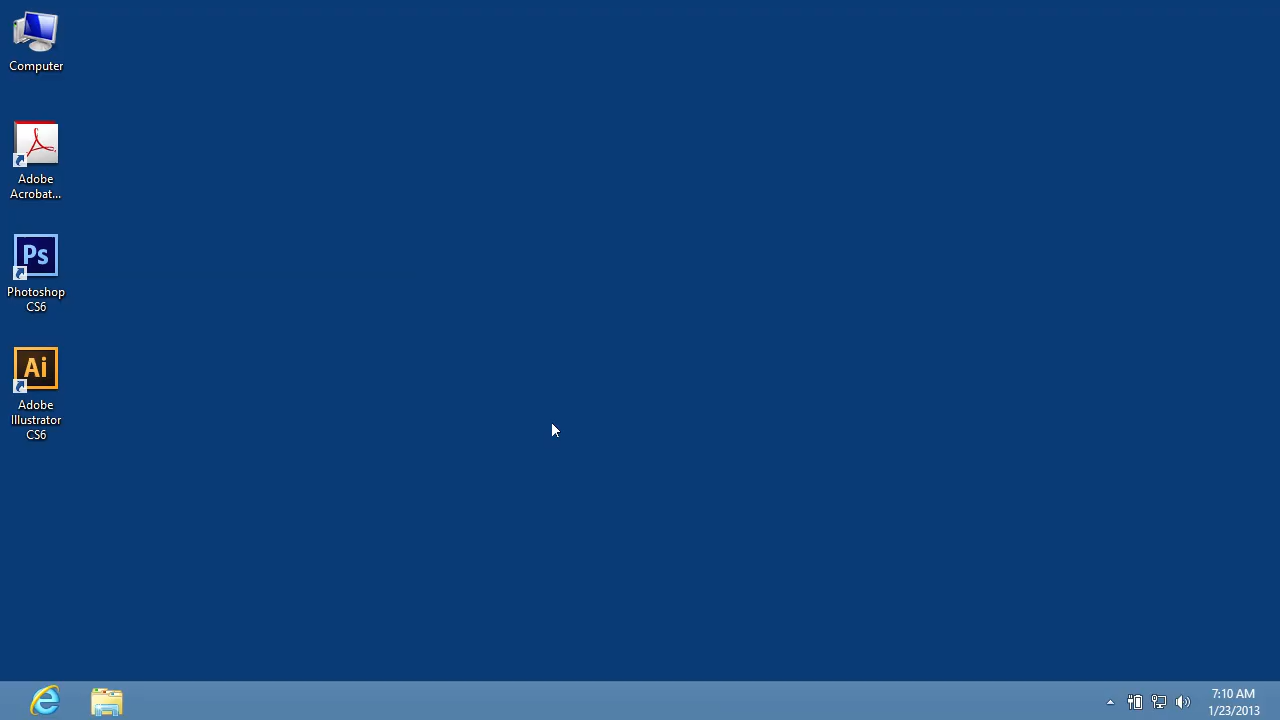 Computer
Adobe
Acrobat...
Ps
Photoshop
CS6
Ai
Adobe
Illustrator
CS6
7:10 AM
1/23/2013